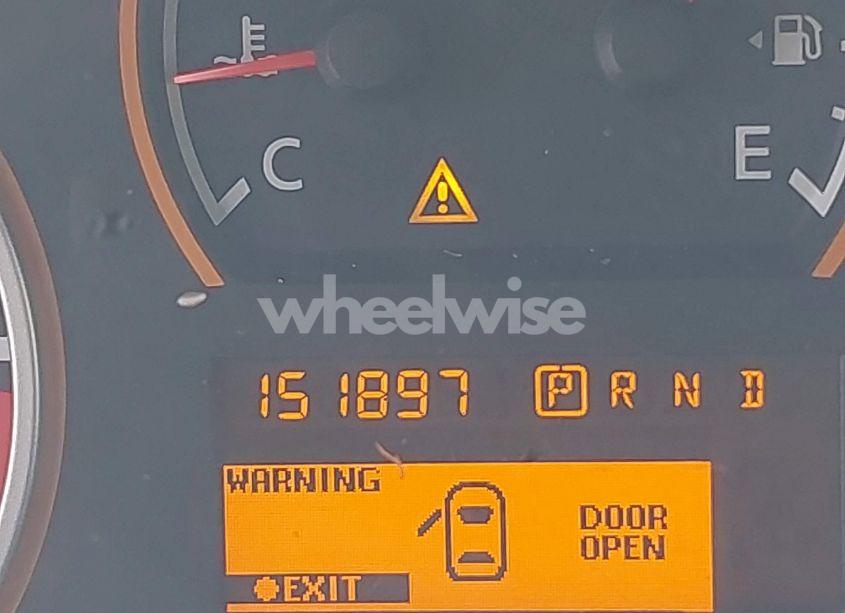 C
E
wheelwise
151897 P R N D
WARNING
DOOR
OPEN
EXIT